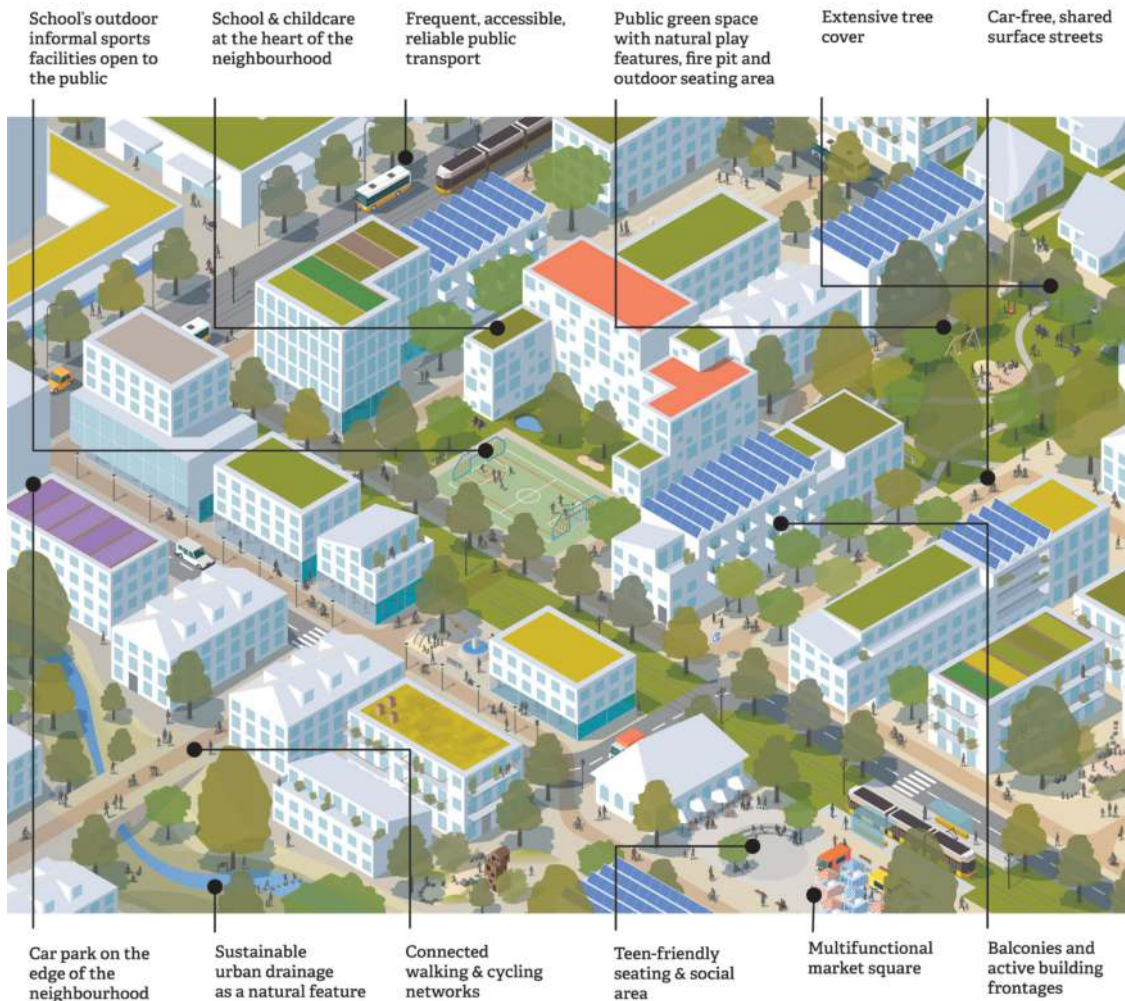 School's outdoor
informal sports
facilities open to
the public
School & childcare
at the heart of the
neighbourhood
Frequent, accessible,
reliable public
transport
Public green space
with natural play
features, fire pit and
outdoor seating area
Extensive tree
cover
Car-free, shared
surface streets
Car park on the
edge of the
neighbourhood
Sustainable
urban drainage
as a natural feature
Connected
walking & cycling
networks
Teen-friendly
seating & social
area
Multifunctional
market square
Balconies and
active building
frontages